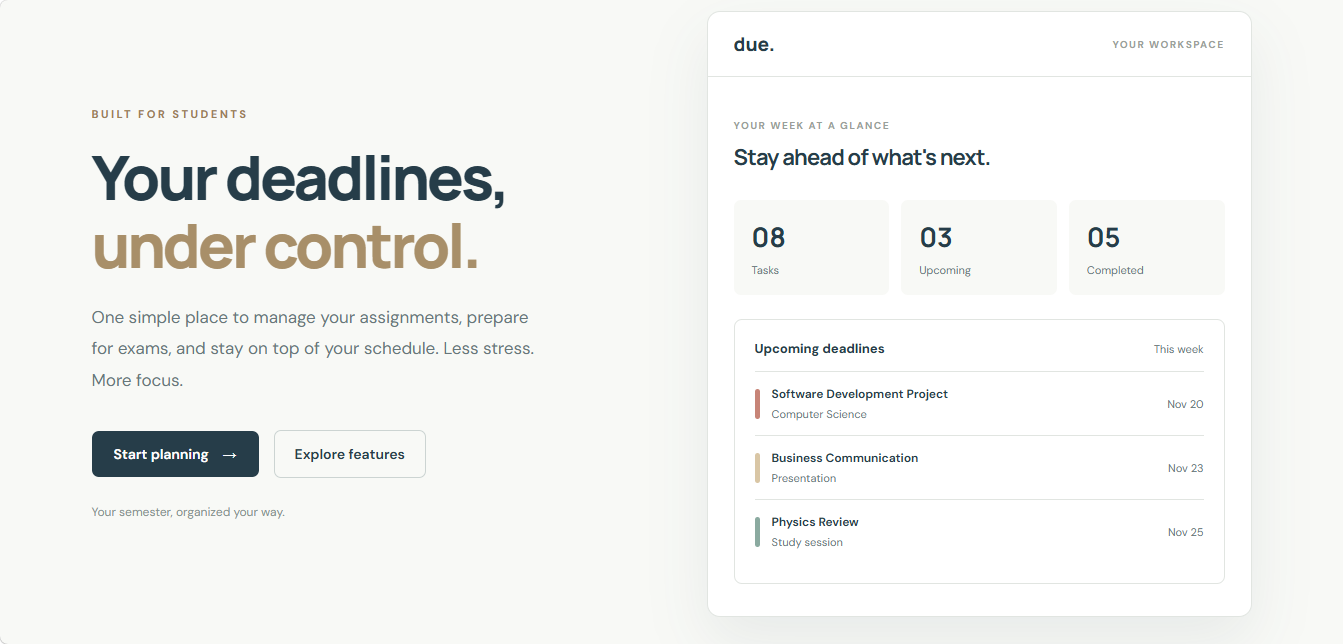 BUILT FOR STUDENTS
Your deadlines,
under control.
One simple place to manage your assignments, prepare
for exams, and stay on top of your schedule. Less stress.
More focus.
Start planning →
Explore features
Your semester, organized your way.
due.
YOUR WORKSPACE
YOUR WEEK AT A GLANCE
Stay ahead of what's next.
08
Tasks
03
Upcoming
05
Completed
Upcoming deadlines
This week
Software Development Project
Computer Science
Nov 20
Business Communication
Presentation
Nov 23
Physics Review
Study session
Nov 25